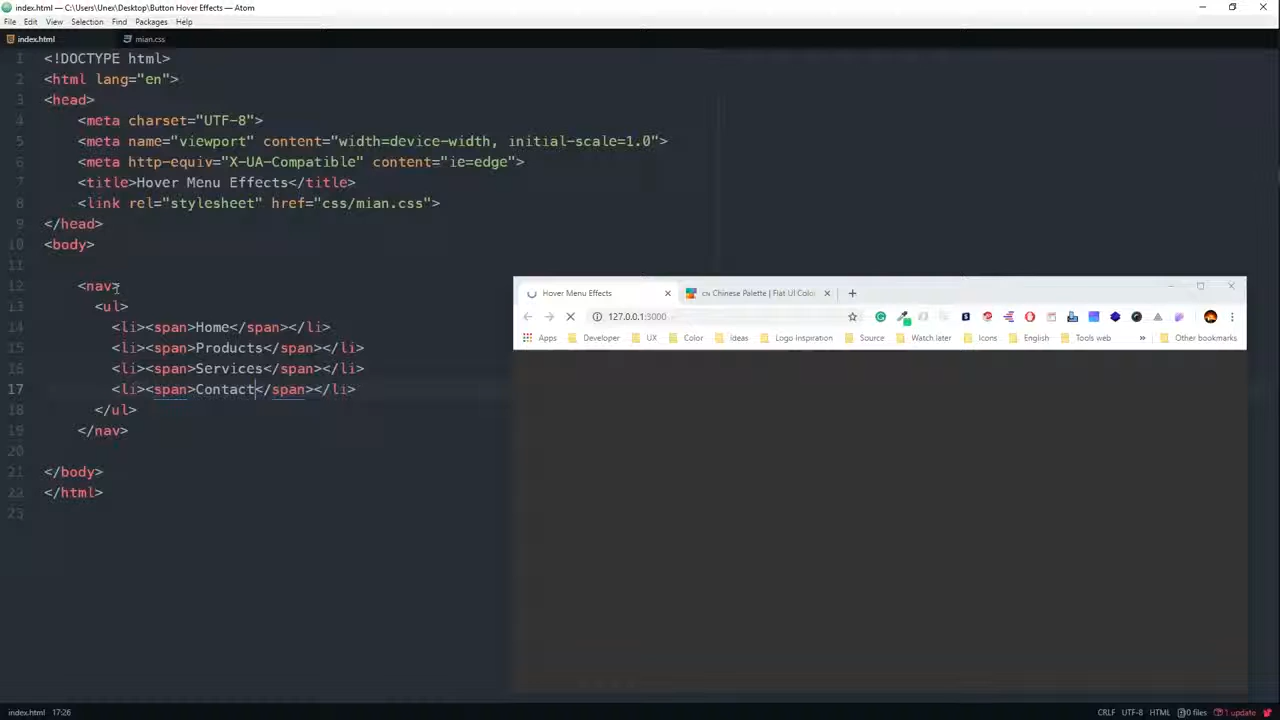 index.html — C:\Users\Unex\Desktop\Button Hover Effects — Atom
File Edit View Selection Find Packages Help
index.html mian.css
1 <!DOCTYPE html>
2 <html lang="en">
3 <head>
4 <meta charset="UTF-8">
5 <meta name="viewport" content="width=device-width, initial-scale=1.0">
6 <meta http-equiv="X-UA-Compatible" content="ie=edge">
7 <title>Hover Menu Effects</title>
8 <link rel="stylesheet" href="css/mian.css">
9 </head>
10 <body>
11
12 <nav>
13 <ul>
14 <li><span>Home</span></li>
15 <li><span>Products</span></li>
16 <li><span>Services</span></li>
17 <li><span>Contact</span></li>
18 </ul>
19 </nav>
20
21 </body>
22 </html>
23
Hover Menu Effects CN Chinese Palette | Flat UI Color
127.0.0.1:3000
Apps Developer UX Color Ideas Logo inspiration Source Watch later Icons English Tools web » Other bookmarks
index.html 17:26 CRLF UTF-8 HTML 0 files 1 update